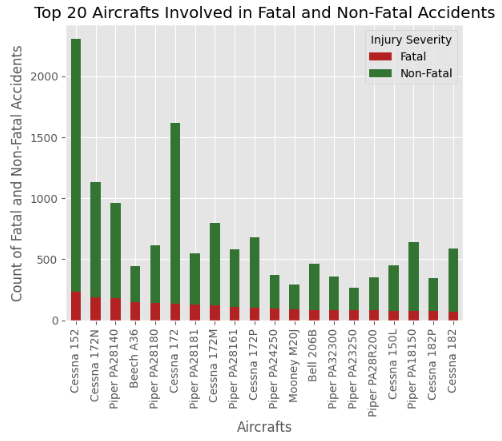 Top 20 Aircrafts Involved in Fatal and Non-Fatal Accidents
Injury Severity
Fatal
Non-Fatal
Count of Fatal and Non-Fatal Accidents
2000
1500
1000
500
0
Cessna 152
Cessna 172N
Piper PA28140
Beech A36
Piper PA28180
Cessna 172
Piper PA28181
Cessna 172M
Piper PA28161
Cessna 172P
Piper PA24250
Mooney M20J
Bell 206B
Piper PA32300
Piper PA23250
Piper PA28R200
Cessna 150L
Piper PA18150
Cessna 182P
Cessna 182
Aircrafts